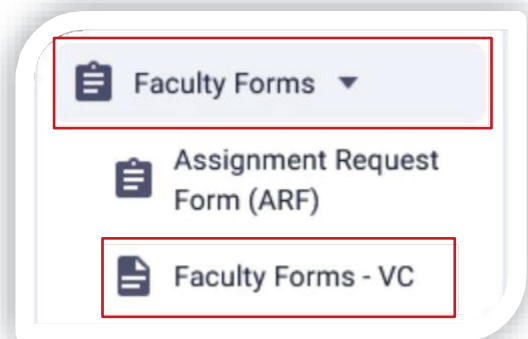 Faculty Forms
Assignment Request
Form (ARF)
Faculty Forms - VC